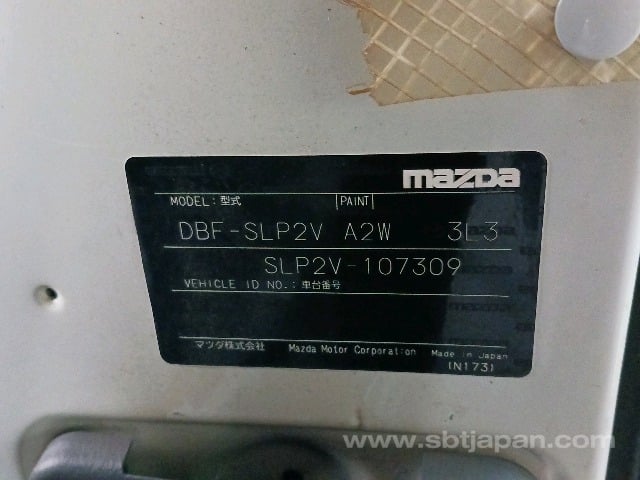 mazda
MODEL: 型式 |PAINT|
DBF-SLP2V A2W 3L3
SLP2V-107309
VEHICLE ID NO.: 車台番号
マツダ株式会社 Mazda Motor Corporation Made in Japan
(N173)
www.sbtjapan.com